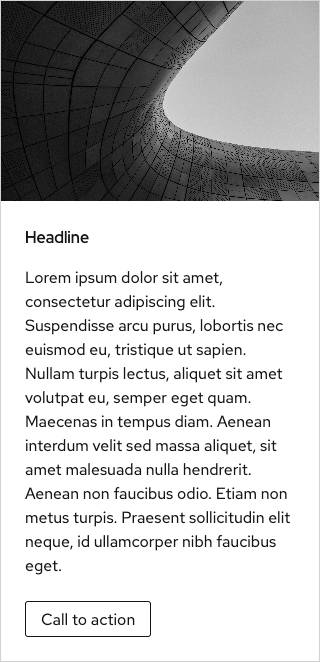 Headline
Lorem ipsum dolor sit amet,
consectetur adipiscing elit.
Suspendisse arcu purus, lobortis nec
euismod eu, tristique ut sapien.
Nullam turpis lectus, aliquet sit amet
volutpat eu, semper eget quam.
Maecenas in tempus diam. Aenean
interdum velit sed massa aliquet, sit
amet malesuada nulla hendrerit.
Aenean non faucibus odio. Etiam non
metus turpis. Praesent sollicitudin elit
neque, id ullamcorper nibh faucibus
eget.
Call to action